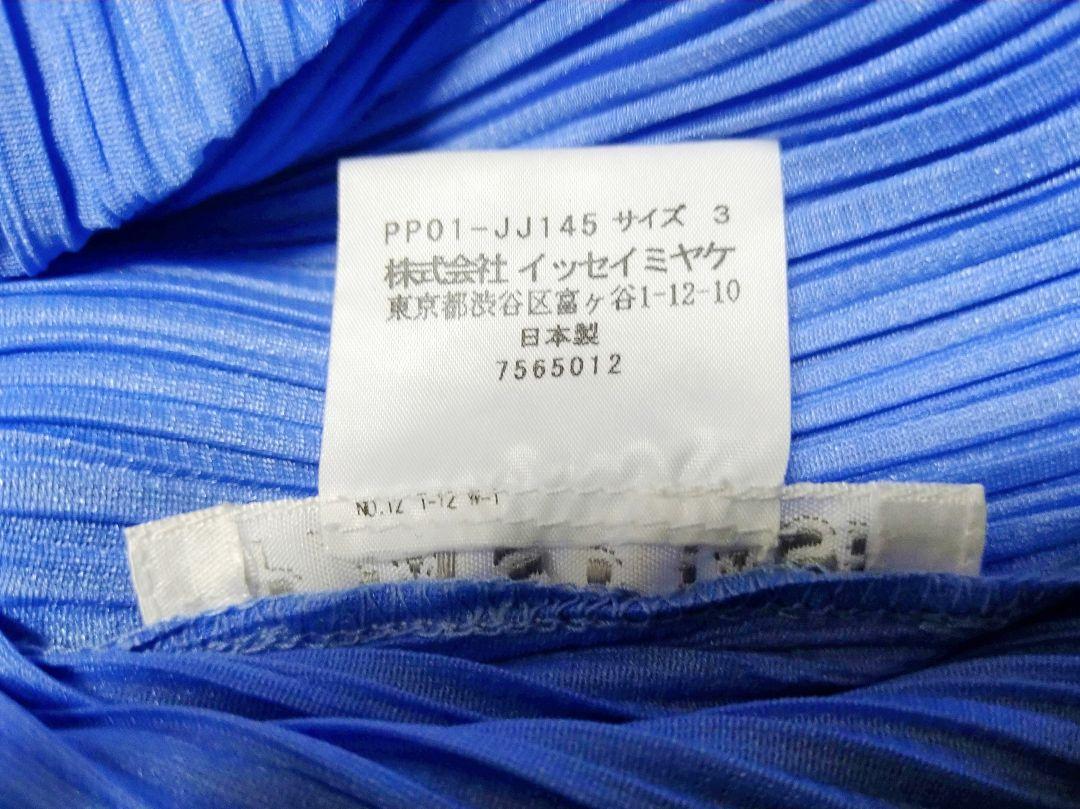 PP01-JJ145 サイズ 3
株式会社 イッセイミヤケ
東京都渋谷区富ヶ谷1-12-10
日本製
7565012
NO.12 T-12 W-1